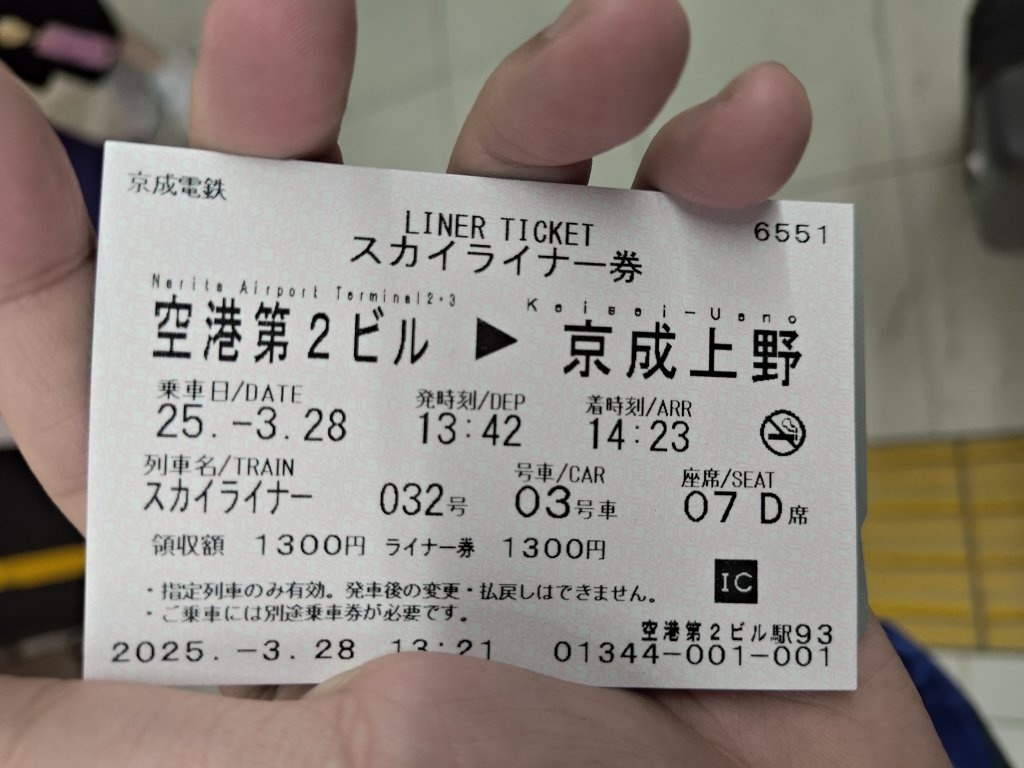 京成電鉄
LINER TICKET 6551
スカイライナー券
Narita Airport Terminal2・3 Keisei-Ueno
空港第2ビル ▶ 京成上野
乗車日/DATE 発時刻/DEP 着時刻/ARR
25.-3.28 13:42 14:23
列車名/TRAIN 号車/CAR 座席/SEAT
スカイライナー 032号 03号車 07 D席
領収額 1300円 ライナー券 1300円
・指定列車のみ有効。発車後の変更・払戻しはできません。
・ご乗車には別途乗車券が必要です。
IC
空港第2ビル駅93
2025.-3.28 13:21 01344-001-001